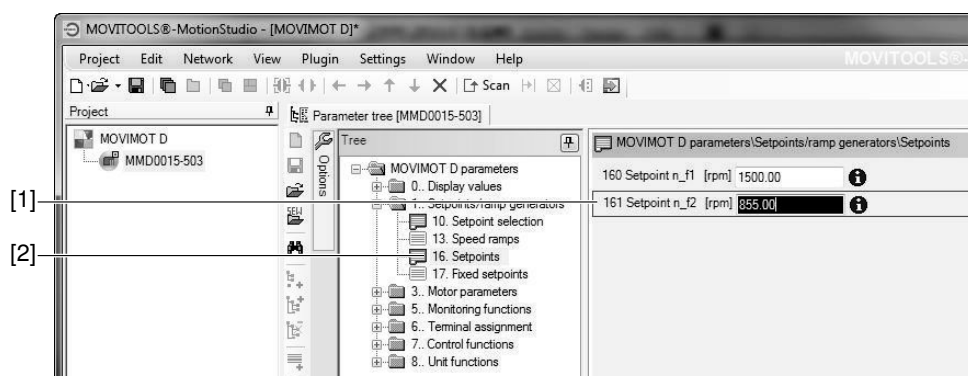 MOVITOOLS®-MotionStudio - [MOVIMOT D]*
Project Edit Network View Plugin Settings Window Help
MOVITOOLS®-
Scan
Project
Parameter tree [MMD0015-503]
MOVIMOT D
MMD0015-503
Options
SEW
Tree
MOVIMOT D parameters
0.. Display values
1.. Setpoints/ramp generators
10. Setpoint selection
13. Speed ramps
16. Setpoints
17. Fixed setpoints
3.. Motor parameters
5.. Monitoring functions
6.. Terminal assignment
7.. Control functions
8.. Unit functions
MOVIMOT D parameters\Setpoints/ramp generators\Setpoints
160 Setpoint n_f1 [rpm] 1500.00
161 Setpoint n_f2 [rpm] 855.00
[1]
[2]